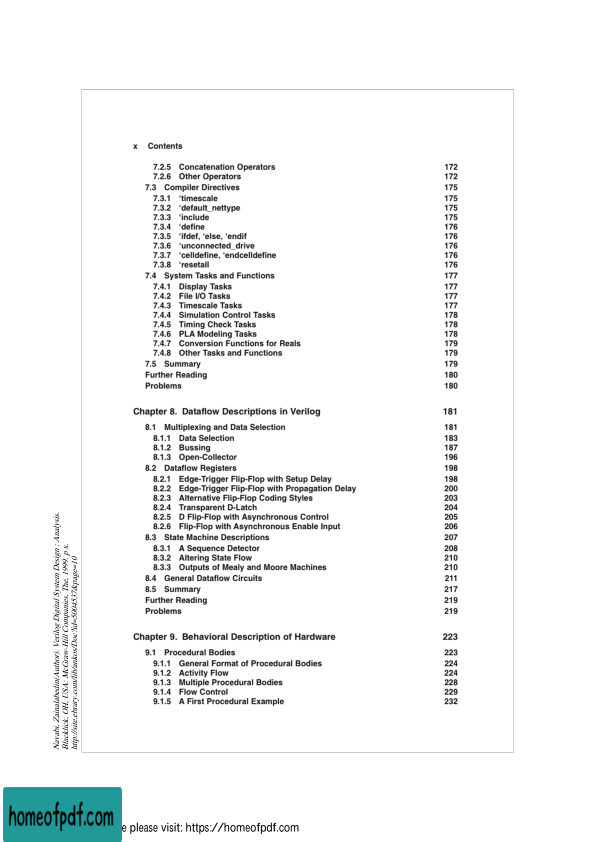 x Contents
7.2.5 Concatenation Operators 172
7.2.6 Other Operators 172
7.3 Compiler Directives 175
7.3.1 ‘timescale 175
7.3.2 ‘default_nettype 175
7.3.3 ‘include 175
7.3.4 ‘define 176
7.3.5 ‘ifdef, ‘else, ‘endif 176
7.3.6 ‘unconnected_drive 176
7.3.7 ‘celldefine, ‘endcelldefine 176
7.3.8 ‘resetall 176
7.4 System Tasks and Functions 177
7.4.1 Display Tasks 177
7.4.2 File I/O Tasks 177
7.4.3 Timescale Tasks 177
7.4.4 Simulation Control Tasks 178
7.4.5 Timing Check Tasks 178
7.4.6 PLA Modeling Tasks 178
7.4.7 Conversion Functions for Reals 179
7.4.8 Other Tasks and Functions 179
7.5 Summary 179
Further Reading 180
Problems 180
Chapter 8. Dataflow Descriptions in Verilog 181
8.1 Multiplexing and Data Selection 181
8.1.1 Data Selection 183
8.1.2 Bussing 187
8.1.3 Open-Collector 196
8.2 Dataflow Registers 198
8.2.1 Edge-Trigger Flip-Flop with Setup Delay 198
8.2.2 Edge-Trigger Flip-Flop with Propagation Delay 200
8.2.3 Alternative Flip-Flop Coding Styles 203
8.2.4 Transparent D-Latch 204
8.2.5 D Flip-Flop with Asynchronous Control 205
8.2.6 Flip-Flop with Asynchronous Enable Input 206
8.3 State Machine Descriptions 207
8.3.1 A Sequence Detector 208
8.3.2 Altering State Flow 210
8.3.3 Outputs of Mealy and Moore Machines 210
8.4 General Dataflow Circuits 211
8.5 Summary 217
Further Reading 219
Problems 219
Chapter 9. Behavioral Description of Hardware 223
9.1 Procedural Bodies 223
9.1.1 General Format of Procedural Bodies 224
9.1.2 Activity Flow 224
9.1.3 Multiple Procedural Bodies 228
9.1.4 Flow Control 229
9.1.5 A First Procedural Example 232
Navabi, Zainalabedin(Author). Verilog Digital System Design : Analysis.
Blacklick, OH, USA: McGraw-Hill Companies, The, 1999. p x.
http://site.ebrary.com/lib/ankos/Doc?id=5004537&page=10
homeofpdf.com
e please visit: https://homeofpdf.com